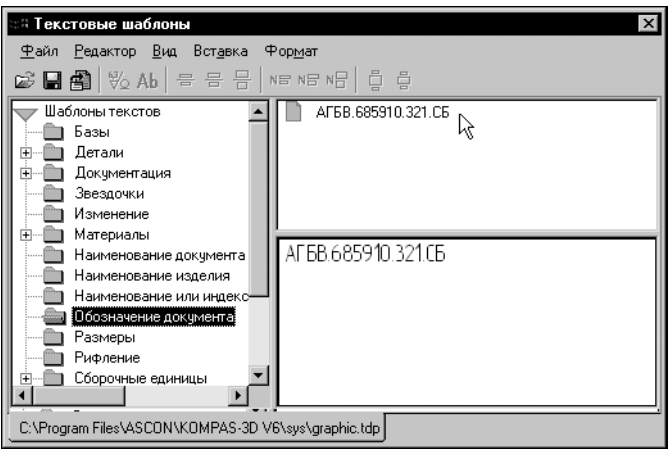 Текстовые шаблоны
Файл Редактор Вид Вставка Формат
Ab
Шаблоны текстов
Базы
Детали
Документация
Звездочки
Изменение
Материалы
Наименование документа
Наименование изделия
Наименование или индекс
Обозначение документа
Размеры
Рифление
Сборочные единицы
АГБВ.685910.321.СБ
АГБВ.685910.321.СБ
C:\Program Files\ASCON\KOMPAS-3D V6\sys\graphic.tdp